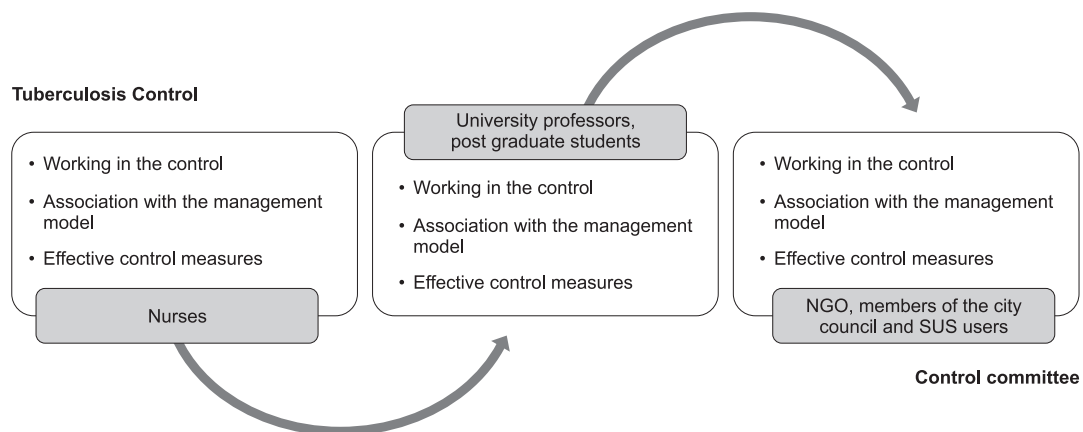 Tuberculosis Control
• Working in the control
• Association with the management
model
• Effective control measures
Nurses
University professors,
post graduate students
• Working in the control
• Association with the management
model
• Effective control measures
• Working in the control
• Association with the management
model
• Effective control measures
NGO, members of the city
council and SUS users
Control committee